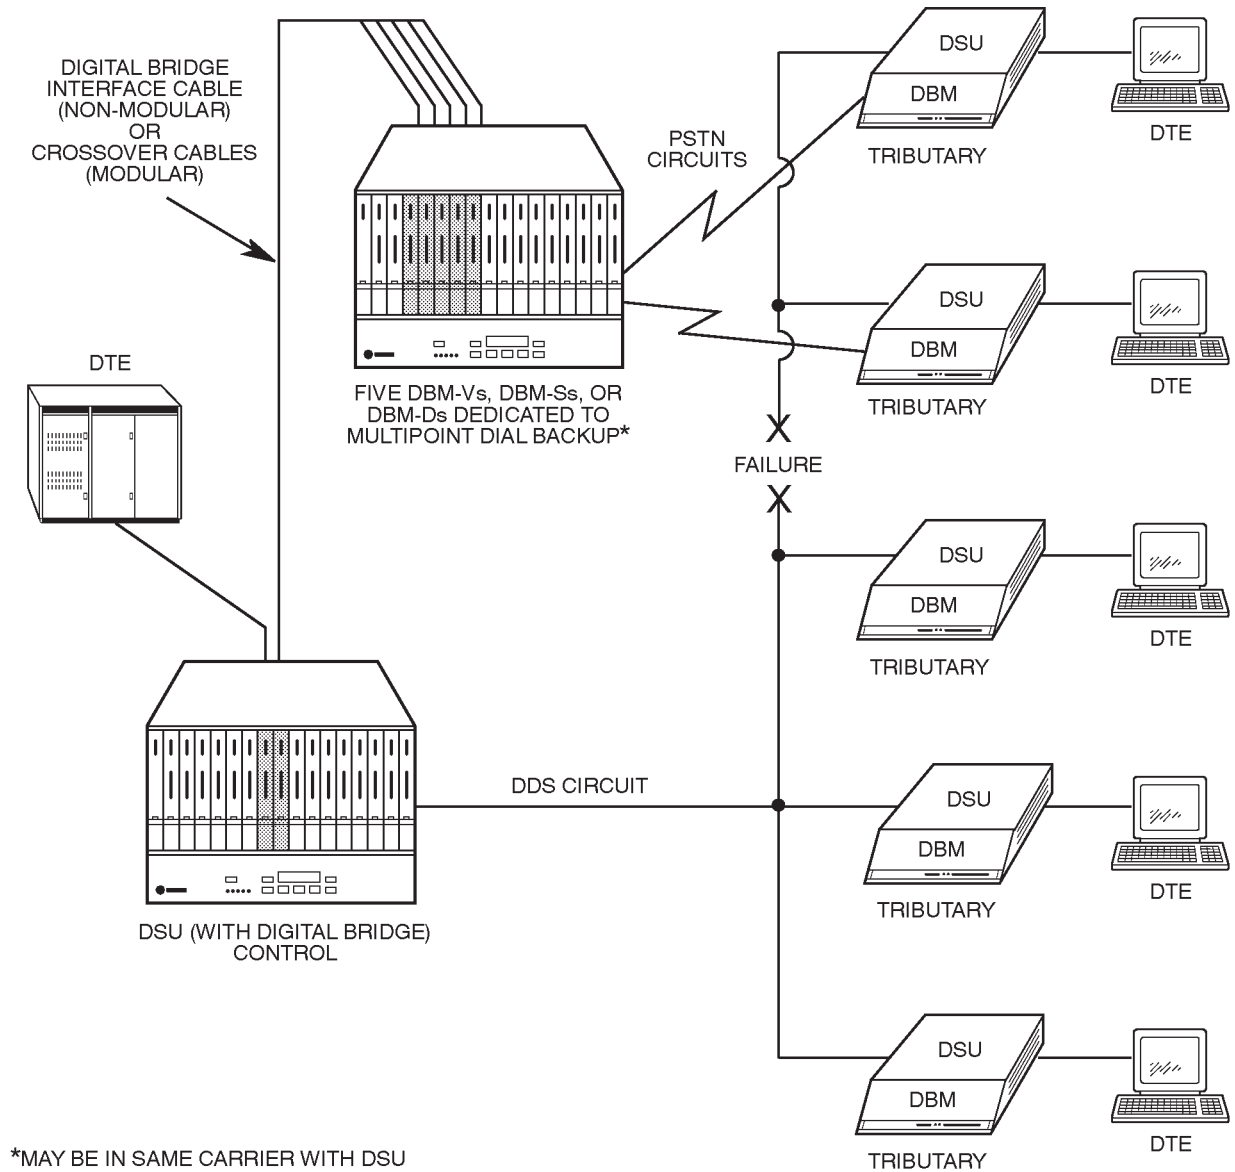 DIGITAL BRIDGE
INTERFACE CABLE
(NON-MODULAR)
OR
CROSSOVER CABLES
(MODULAR)
PSTN
CIRCUITS
DSU
DBM
TRIBUTARY
DTE
DSU
DBM
TRIBUTARY
DTE
DTE
FIVE DBM-Vs, DBM-Ss, OR
DBM-Ds DEDICATED TO
MULTIPOINT DIAL BACKUP*
X
FAILURE
X
DSU
DBM
TRIBUTARY
DTE
DDS CIRCUIT
DSU
DBM
TRIBUTARY
DTE
DSU (WITH DIGITAL BRIDGE)
CONTROL
DSU
DBM
TRIBUTARY
DTE
*MAY BE IN SAME CARRIER WITH DSU